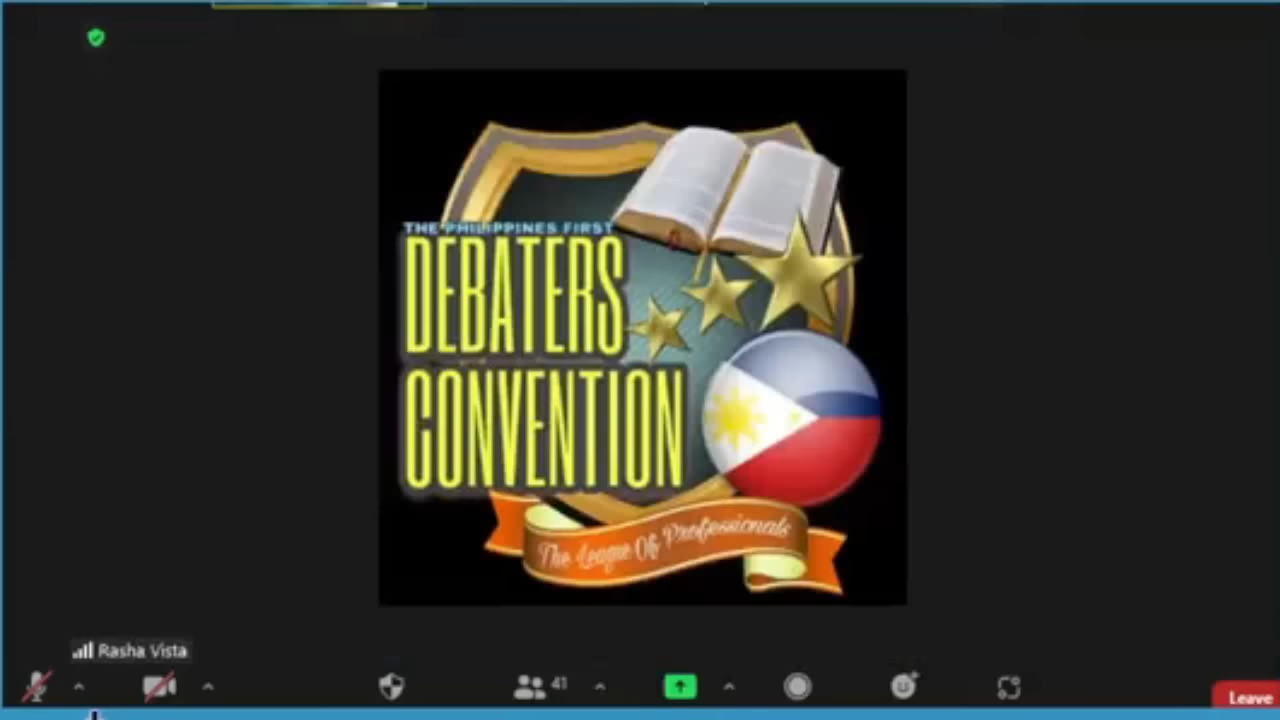 THE PHILIPPINES FIRST
DEBATERS
CONVENTION
The League Of Professionals
Rasha Vista
41
Leave